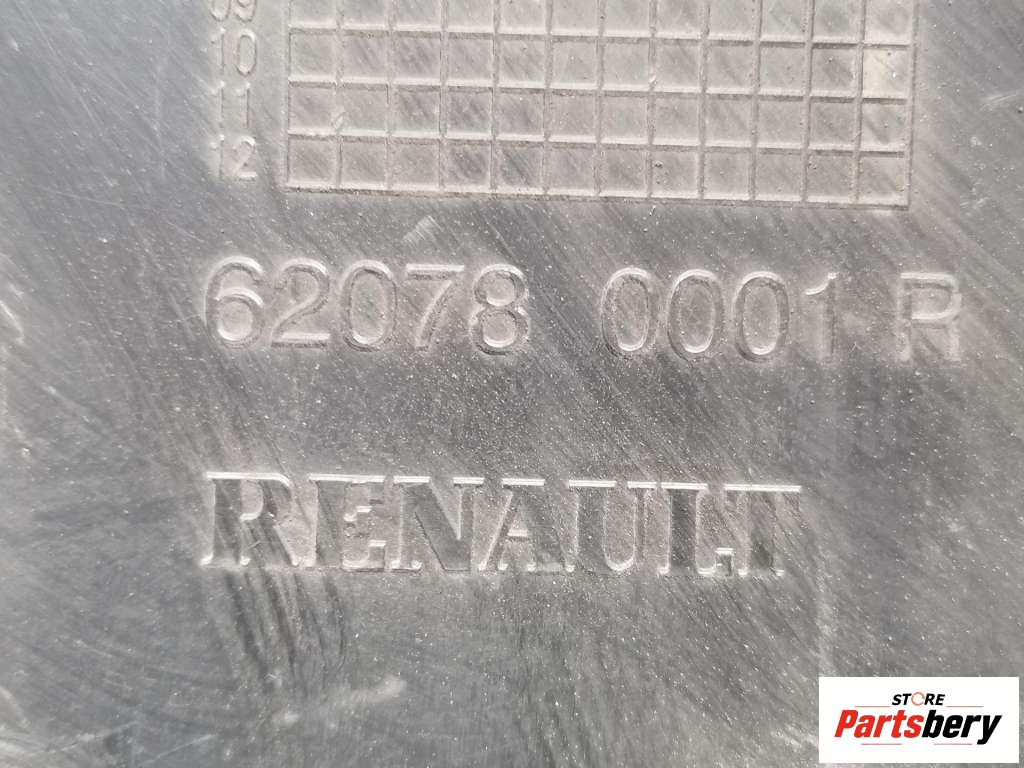 09
10
11
12
62078 0001 R
RENAULT
STORE
Partsbery